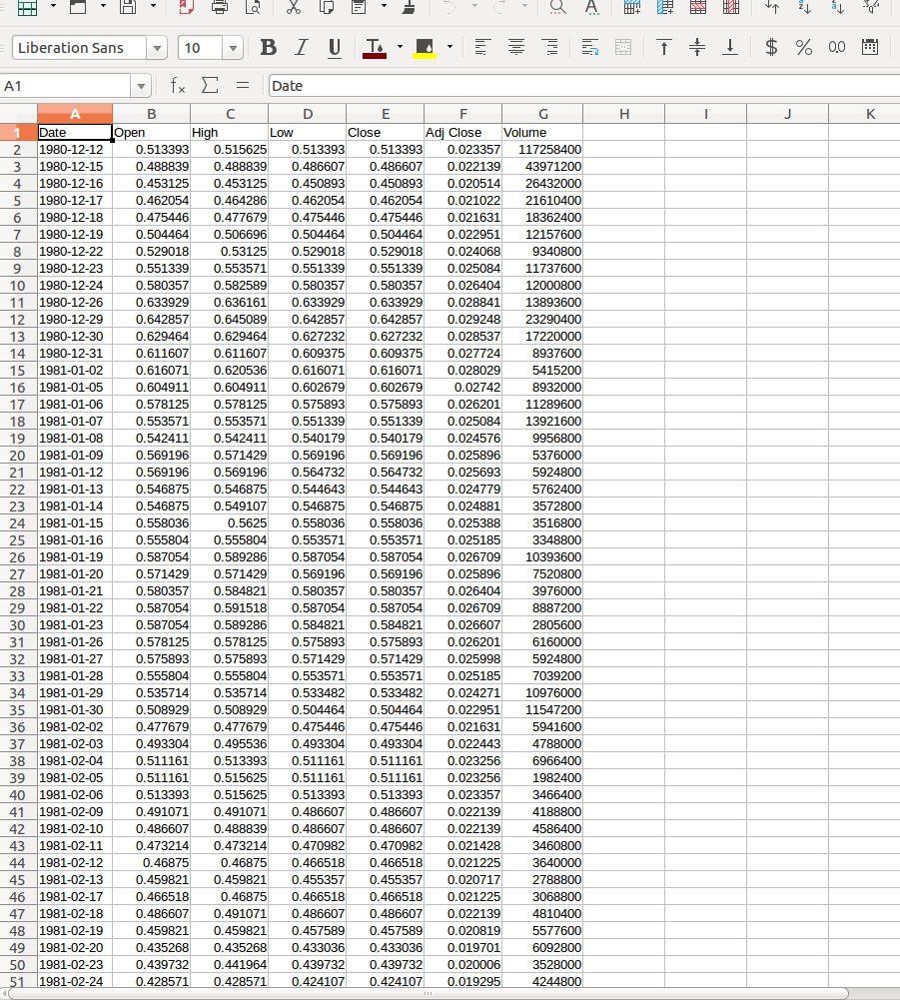 Liberation Sans 10 B I U $ % 0,0
A1 fx Σ = Date
A B C D E F G H I J K
1 Date Open High Low Close Adj Close Volume
2 1980-12-12 0.513393 0.515625 0.513393 0.513393 0.023357 117258400
3 1980-12-15 0.488839 0.488839 0.486607 0.486607 0.022139 43971200
4 1980-12-16 0.453125 0.453125 0.450893 0.450893 0.020514 26432000
5 1980-12-17 0.462054 0.464286 0.462054 0.462054 0.021022 21610400
6 1980-12-18 0.475446 0.477679 0.475446 0.475446 0.021631 18362400
7 1980-12-19 0.504464 0.506696 0.504464 0.504464 0.022951 12157600
8 1980-12-22 0.529018 0.53125 0.529018 0.529018 0.024068 9340800
9 1980-12-23 0.551339 0.553571 0.551339 0.551339 0.025084 11737600
10 1980-12-24 0.580357 0.582589 0.580357 0.580357 0.026404 12000800
11 1980-12-26 0.633929 0.636161 0.633929 0.633929 0.028841 13893600
12 1980-12-29 0.642857 0.645089 0.642857 0.642857 0.029248 23290400
13 1980-12-30 0.629464 0.629464 0.627232 0.627232 0.028537 17220000
14 1980-12-31 0.611607 0.611607 0.609375 0.609375 0.027724 8937600
15 1981-01-02 0.616071 0.620536 0.616071 0.616071 0.028029 5415200
16 1981-01-05 0.604911 0.604911 0.602679 0.602679 0.02742 8932000
17 1981-01-06 0.578125 0.578125 0.575893 0.575893 0.026201 11289600
18 1981-01-07 0.553571 0.553571 0.551339 0.551339 0.025084 13921600
19 1981-01-08 0.542411 0.542411 0.540179 0.540179 0.024576 9956800
20 1981-01-09 0.569196 0.571429 0.569196 0.569196 0.025896 5376000
21 1981-01-12 0.569196 0.569196 0.564732 0.564732 0.025693 5924800
22 1981-01-13 0.546875 0.546875 0.544643 0.544643 0.024779 5762400
23 1981-01-14 0.546875 0.549107 0.546875 0.546875 0.024881 3572800
24 1981-01-15 0.558036 0.5625 0.558036 0.558036 0.025388 3516800
25 1981-01-16 0.555804 0.555804 0.553571 0.553571 0.025185 3348800
26 1981-01-19 0.587054 0.589286 0.587054 0.587054 0.026709 10393600
27 1981-01-20 0.571429 0.571429 0.569196 0.569196 0.025896 7520800
28 1981-01-21 0.580357 0.584821 0.580357 0.580357 0.026404 3976000
29 1981-01-22 0.587054 0.591518 0.587054 0.587054 0.026709 8887200
30 1981-01-23 0.587054 0.589286 0.584821 0.584821 0.026607 2805600
31 1981-01-26 0.578125 0.578125 0.575893 0.575893 0.026201 6160000
32 1981-01-27 0.575893 0.575893 0.571429 0.571429 0.025998 5924800
33 1981-01-28 0.555804 0.555804 0.553571 0.553571 0.025185 7039200
34 1981-01-29 0.535714 0.535714 0.533482 0.533482 0.024271 10976000
35 1981-01-30 0.508929 0.508929 0.504464 0.504464 0.022951 11547200
36 1981-02-02 0.477679 0.477679 0.475446 0.475446 0.021631 5941600
37 1981-02-03 0.493304 0.495536 0.493304 0.493304 0.022443 4788000
38 1981-02-04 0.511161 0.513393 0.511161 0.511161 0.023256 6966400
39 1981-02-05 0.511161 0.515625 0.511161 0.511161 0.023256 1982400
40 1981-02-06 0.513393 0.515625 0.513393 0.513393 0.023357 3466400
41 1981-02-09 0.491071 0.491071 0.486607 0.486607 0.022139 4188800
42 1981-02-10 0.486607 0.488839 0.486607 0.486607 0.022139 4586400
43 1981-02-11 0.473214 0.473214 0.470982 0.470982 0.021428 3460800
44 1981-02-12 0.46875 0.46875 0.466518 0.466518 0.021225 3640000
45 1981-02-13 0.459821 0.459821 0.455357 0.455357 0.020717 2788800
46 1981-02-17 0.466518 0.46875 0.466518 0.466518 0.021225 3068800
47 1981-02-18 0.486607 0.491071 0.486607 0.486607 0.022139 4810400
48 1981-02-19 0.459821 0.459821 0.457589 0.457589 0.020819 5577600
49 1981-02-20 0.435268 0.435268 0.433036 0.433036 0.019701 6092800
50 1981-02-23 0.439732 0.441964 0.439732 0.439732 0.020006 3528000
51 1981-02-24 0.428571 0.428571 0.424107 0.424107 0.019295 4244800